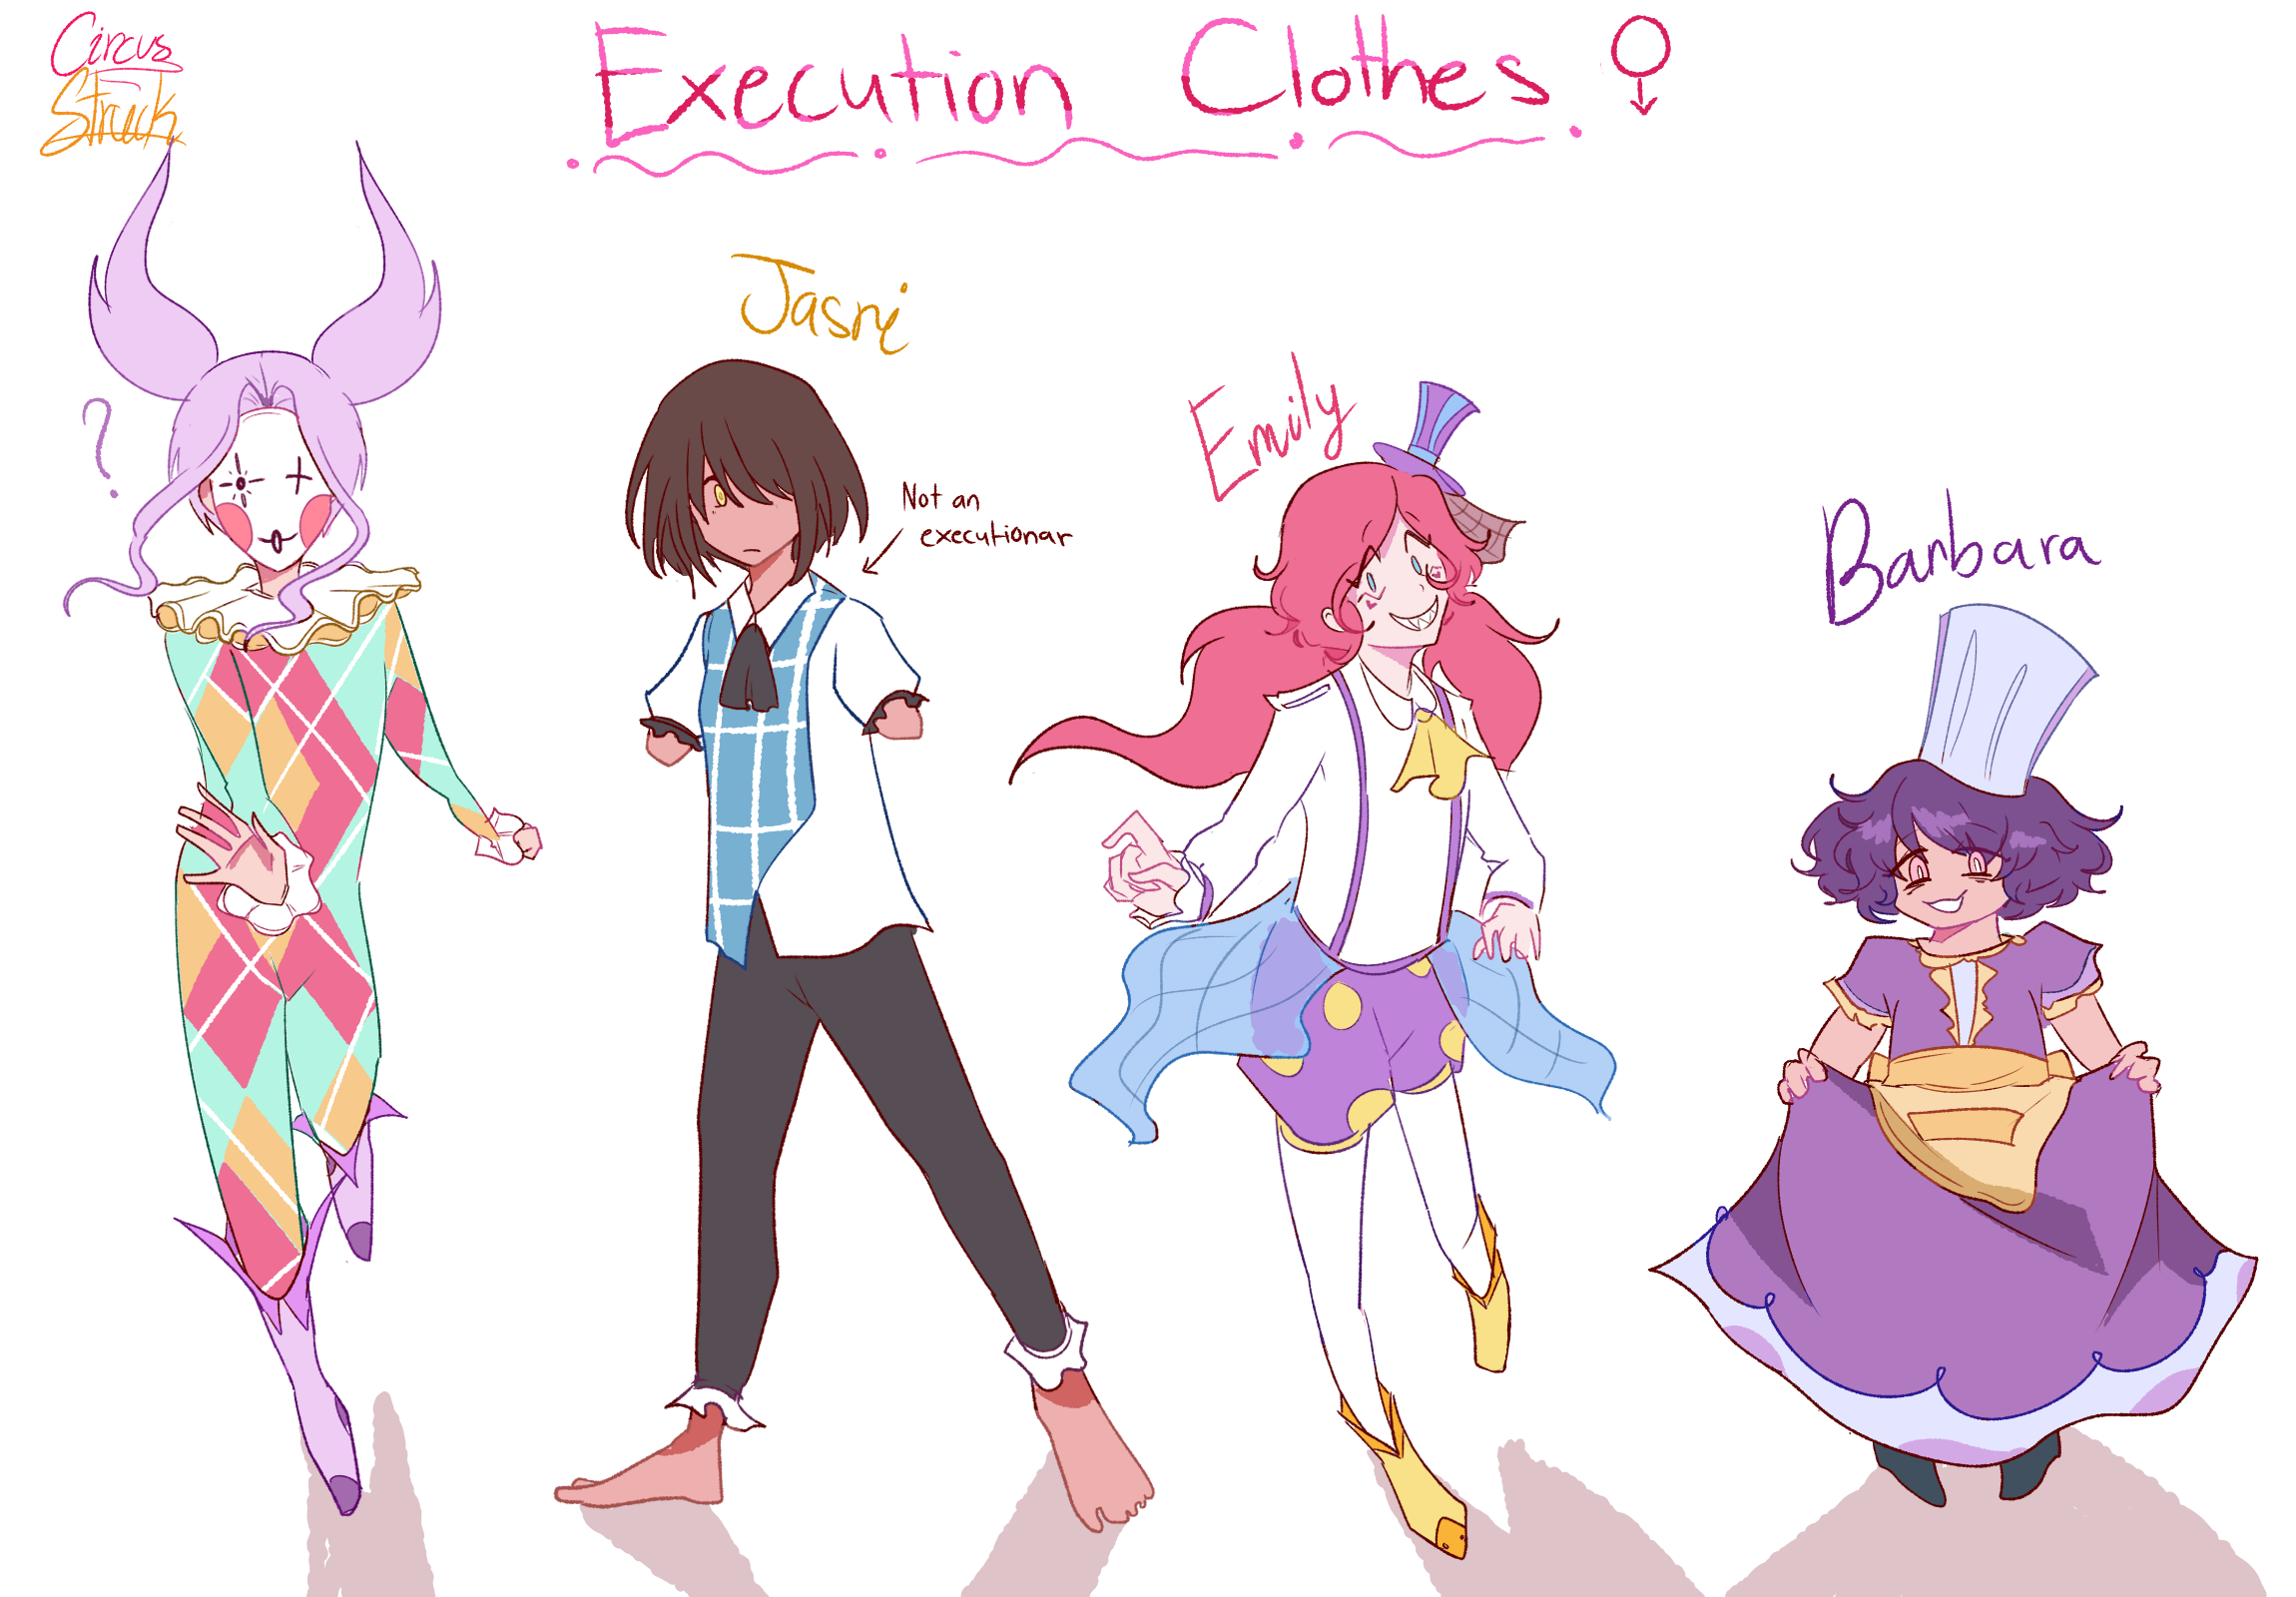 Circus
Struck
Execution Clothes
?
Jasni
Not an
executionar
Emily
Barbara